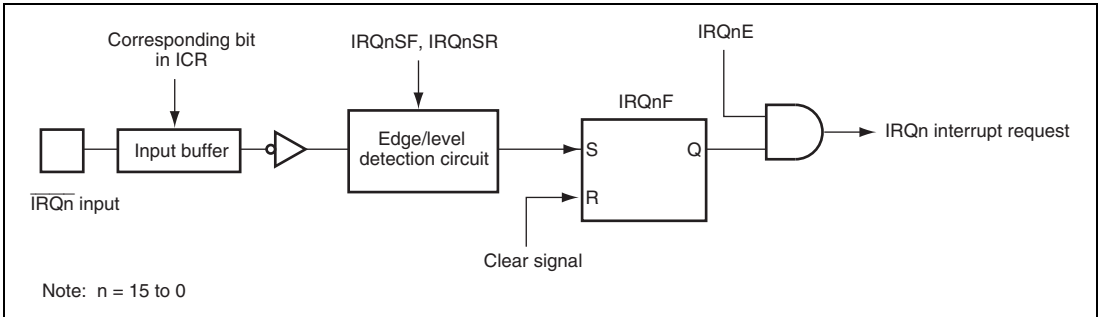 Corresponding bit
in ICR
IRQnSF, IRQnSR
IRQnE
IRQnF
Input buffer
Edge/level
detection circuit
S
Q
R
IRQn interrupt request
I̅R̅Q̅n̅ input
Clear signal
Note: n = 15 to 0